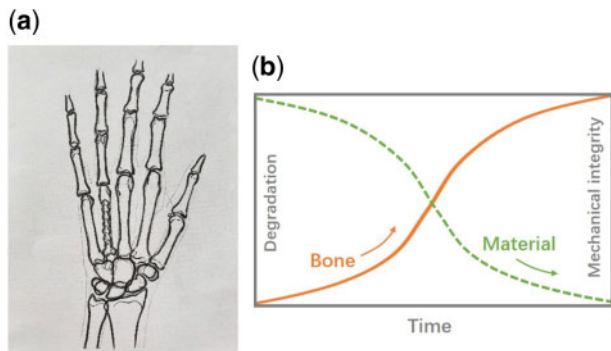 (a)
(b)
Degradation
Bone
Material
Mechanical integrity
Time